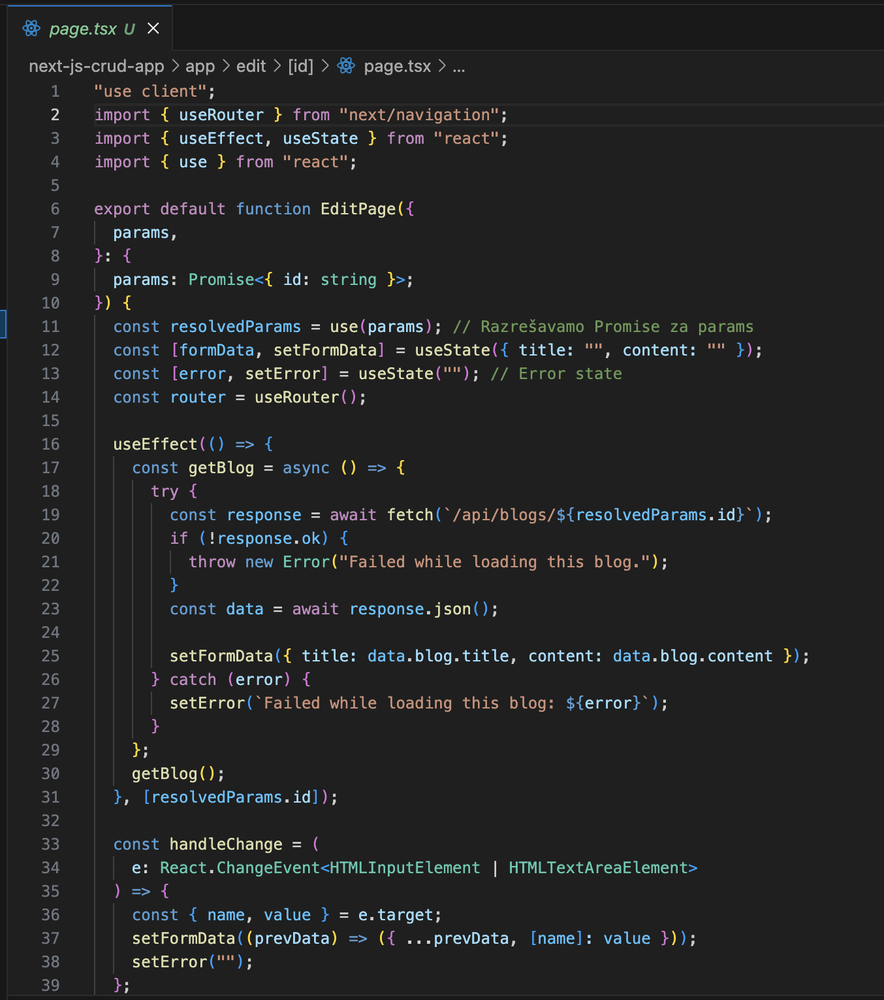 page.tsx U
next-js-crud-app > app > edit > [id] > page.tsx > ...
1 "use client";
2 import { useRouter } from "next/navigation";
3 import { useEffect, useState } from "react";
4 import { use } from "react";
5
6 export default function EditPage({
7   params,
8 }: {
9   params: Promise<{ id: string }>;
10 }) {
11   const resolvedParams = use(params); // Razrešavamo Promise za params
12   const [formData, setFormData] = useState({ title: "", content: "" });
13   const [error, setError] = useState(""); // Error state
14   const router = useRouter();
15
16   useEffect(() => {
17     const getBlog = async () => {
18       try {
19         const response = await fetch(`/api/blogs/${resolvedParams.id}`);
20         if (!response.ok) {
21           throw new Error("Failed while loading this blog.");
22         }
23         const data = await response.json();
24
25         setFormData({ title: data.blog.title, content: data.blog.content });
26       } catch (error) {
27         setError(`Failed while loading this blog: ${error}`);
28       }
29     };
30     getBlog();
31   }, [resolvedParams.id]);
32
33   const handleChange = (
34     e: React.ChangeEvent<HTMLInputElement | HTMLTextAreaElement>
35   ) => {
36     const { name, value } = e.target;
37     setFormData((prevData) => ({ ...prevData, [name]: value }));
38     setError("");
39   };